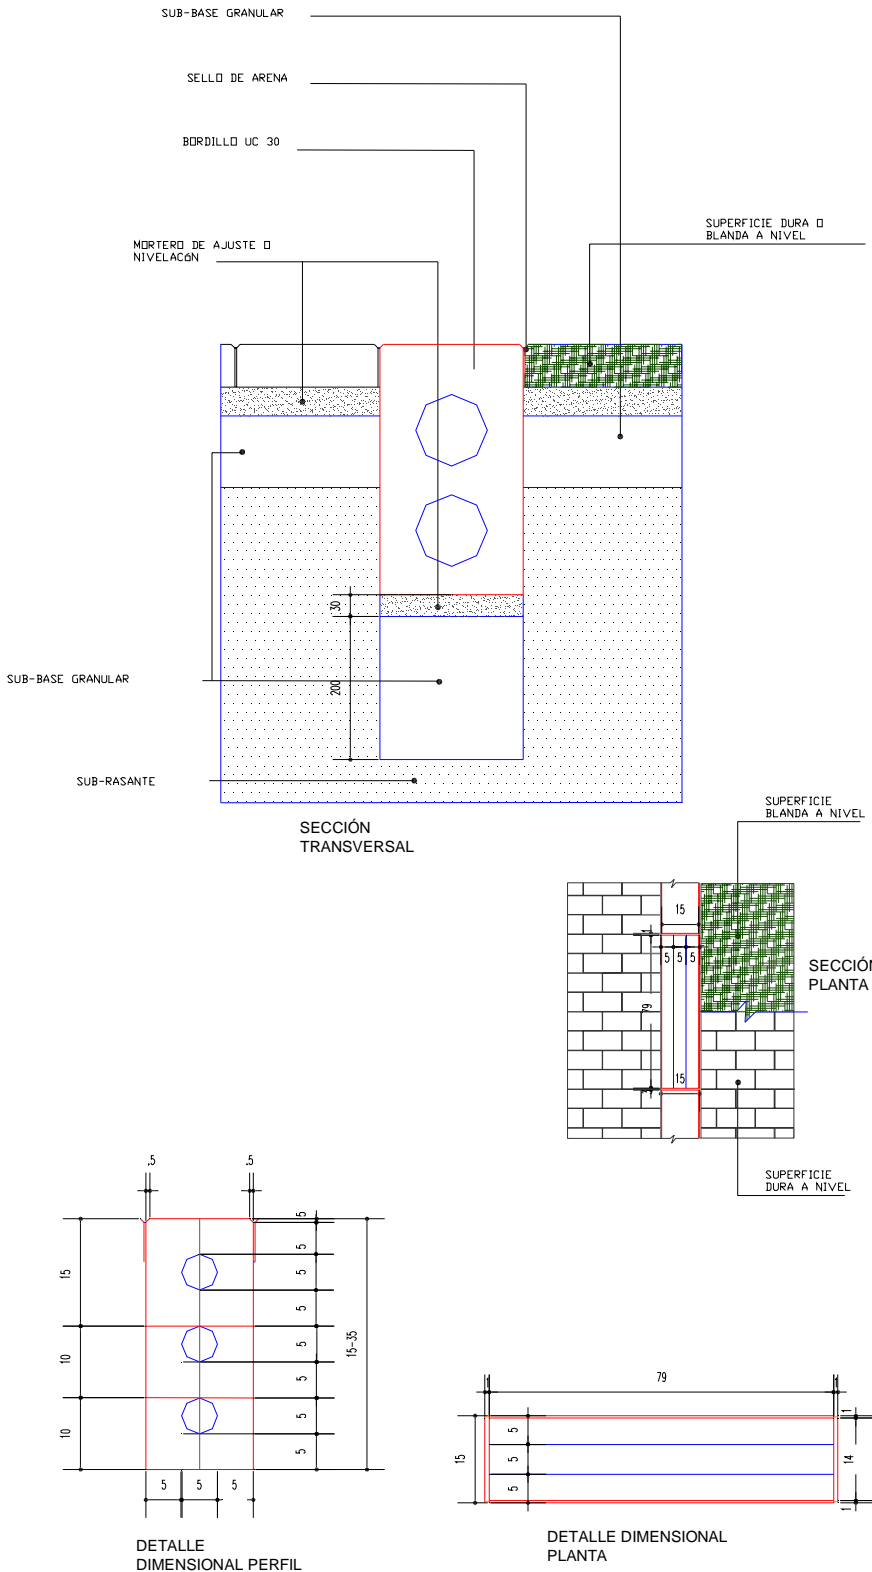 SUB-BASE GRANULAR
SELLO DE ARENA
BORDILLO UC 30
SUPERFICIE DURA O
BLANDA A NIVEL
MORTERO DE AJUSTE O
NIVELACóN
30
200
SUB-BASE GRANULAR
SUB-RASANTE
SECCIÓN
TRANSVERSAL
SUPERFICIE
BLANDA A NIVEL
15
1
5 5 5
SECCIÓN
PLANTA
79
15
SUPERFICIE
DURA A NIVEL
.5 .5
5
5
5
5
5
5
5
5
15
10
10
15-35
5 5 5
DETALLE
DIMENSIONAL PERFIL
79
1
5
5
5
15
14
1
DETALLE DIMENSIONAL
PLANTA